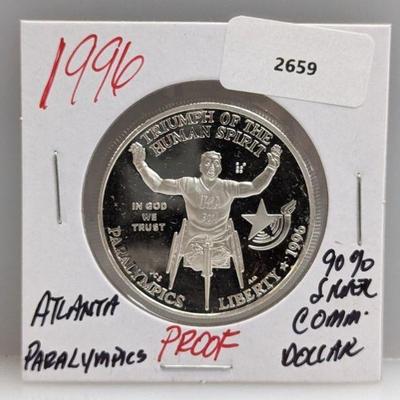 1996
2659
TRIUMPH OF THE
HUMAN SPIRIT
IN GOD
WE
TRUST
PARALYMPICS LIBERTY * 1996
ATLANTA
PARALYMPICS
PROOF
90%
SILVER
COMM.
DOLLAR